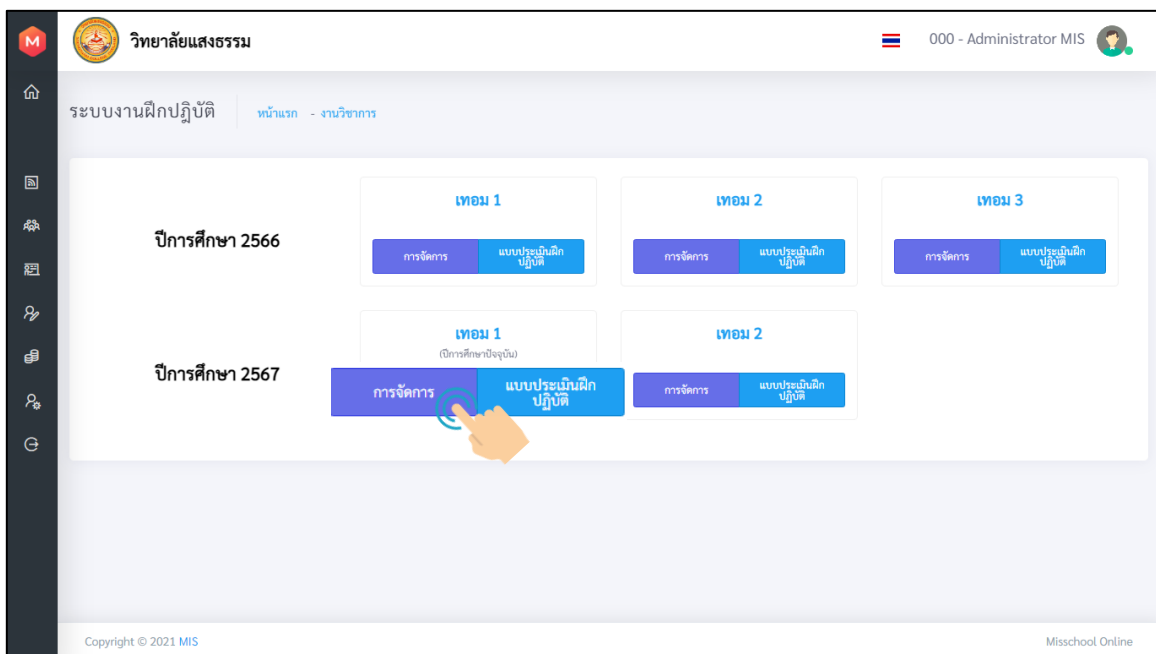 M
วิทยาลัยแสงธรรม
000 - Administrator MIS
ระบบงานฝึกปฎิบัติ
หน้าแรก - งานวิชาการ
ปีการศึกษา 2566
เทอม 1
การจัดการ
แบบประเมินฝึก
ปฏิบัติ
เทอม 2
การจัดการ
แบบประเมินฝึก
ปฏิบัติ
เทอม 3
การจัดการ
แบบประเมินฝึก
ปฏิบัติ
ปีการศึกษา 2567
เทอม 1
(ปีการศึกษาปัจจุบัน)
การจัดการ
แบบประเมินฝึก
ปฏิบัติ
เทอม 2
การจัดการ
แบบประเมินฝึก
ปฏิบัติ
Copyright © 2021 MIS
Misschool Online